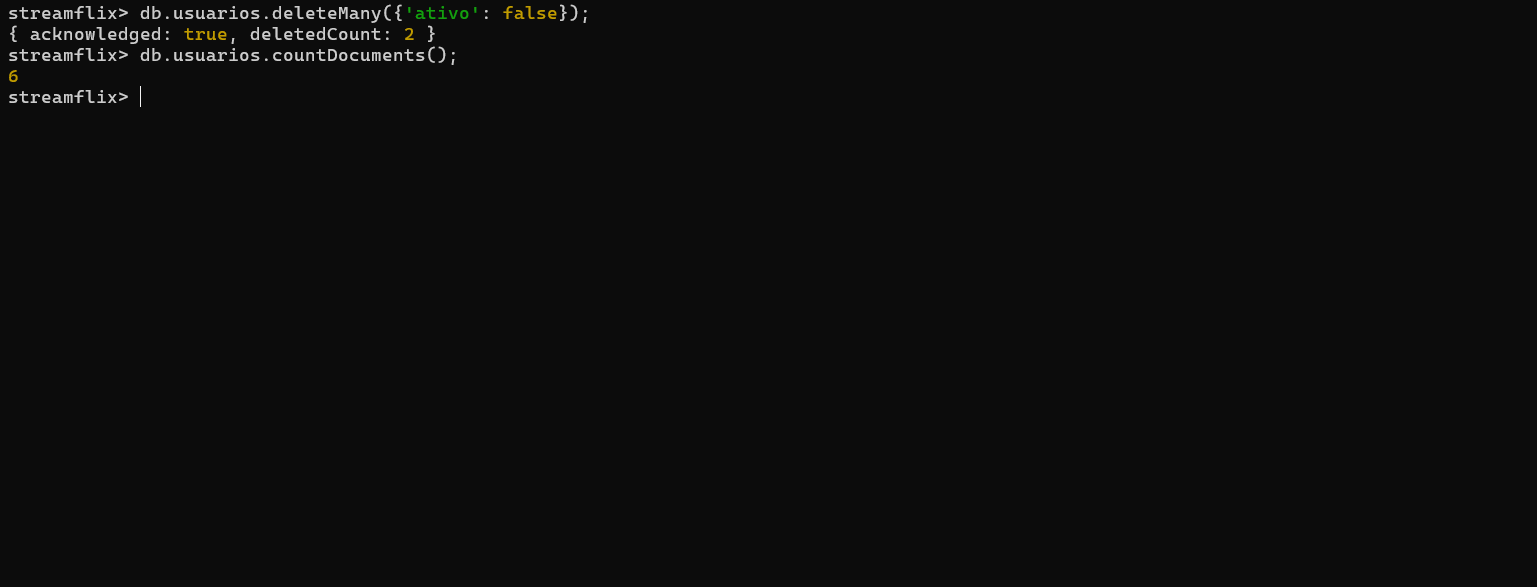 streamflix> db.usuarios.deleteMany({'ativo': false});
{ acknowledged: true, deletedCount: 2 }
streamflix> db.usuarios.countDocuments();
6
streamflix>